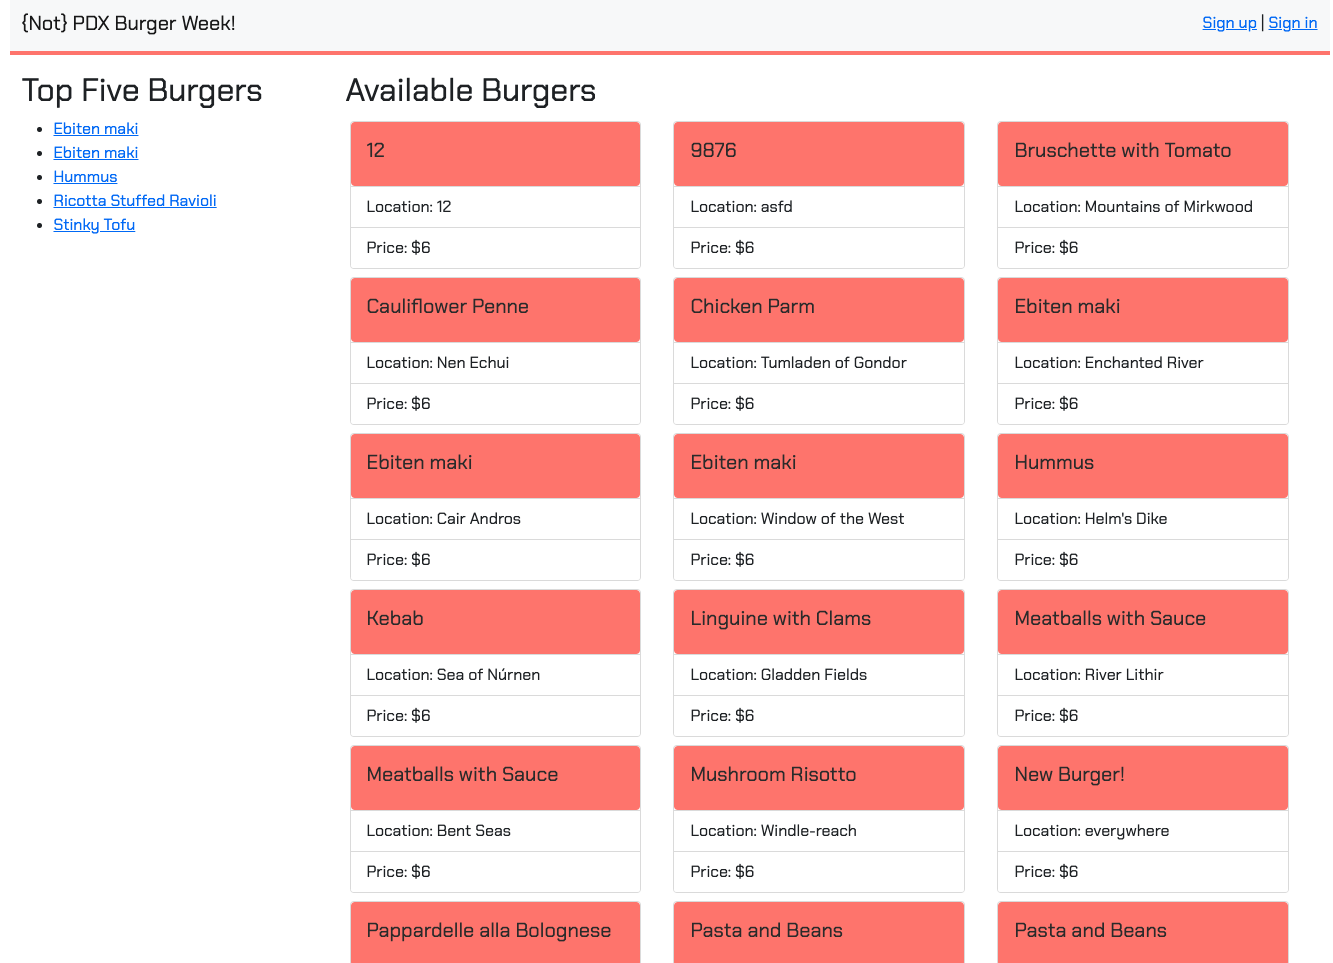 {Not} PDX Burger Week!
Sign up | Sign in
Top Five Burgers
Ebiten maki
Ebiten maki
Hummus
Ricotta Stuffed Ravioli
Stinky Tofu
Available Burgers
12
Location: 12
Price: $6
9876
Location: asfd
Price: $6
Bruschette with Tomato
Location: Mountains of Mirkwood
Price: $6
Cauliflower Penne
Location: Nen Echui
Price: $6
Chicken Parm
Location: Tumladen of Gondor
Price: $6
Ebiten maki
Location: Enchanted River
Price: $6
Ebiten maki
Location: Cair Andros
Price: $6
Ebiten maki
Location: Window of the West
Price: $6
Hummus
Location: Helm's Dike
Price: $6
Kebab
Location: Sea of Núrnen
Price: $6
Linguine with Clams
Location: Gladden Fields
Price: $6
Meatballs with Sauce
Location: River Lithir
Price: $6
Meatballs with Sauce
Location: Bent Seas
Price: $6
Mushroom Risotto
Location: Windle-reach
Price: $6
New Burger!
Location: everywhere
Price: $6
Pappardelle alla Bolognese
Pasta and Beans
Pasta and Beans